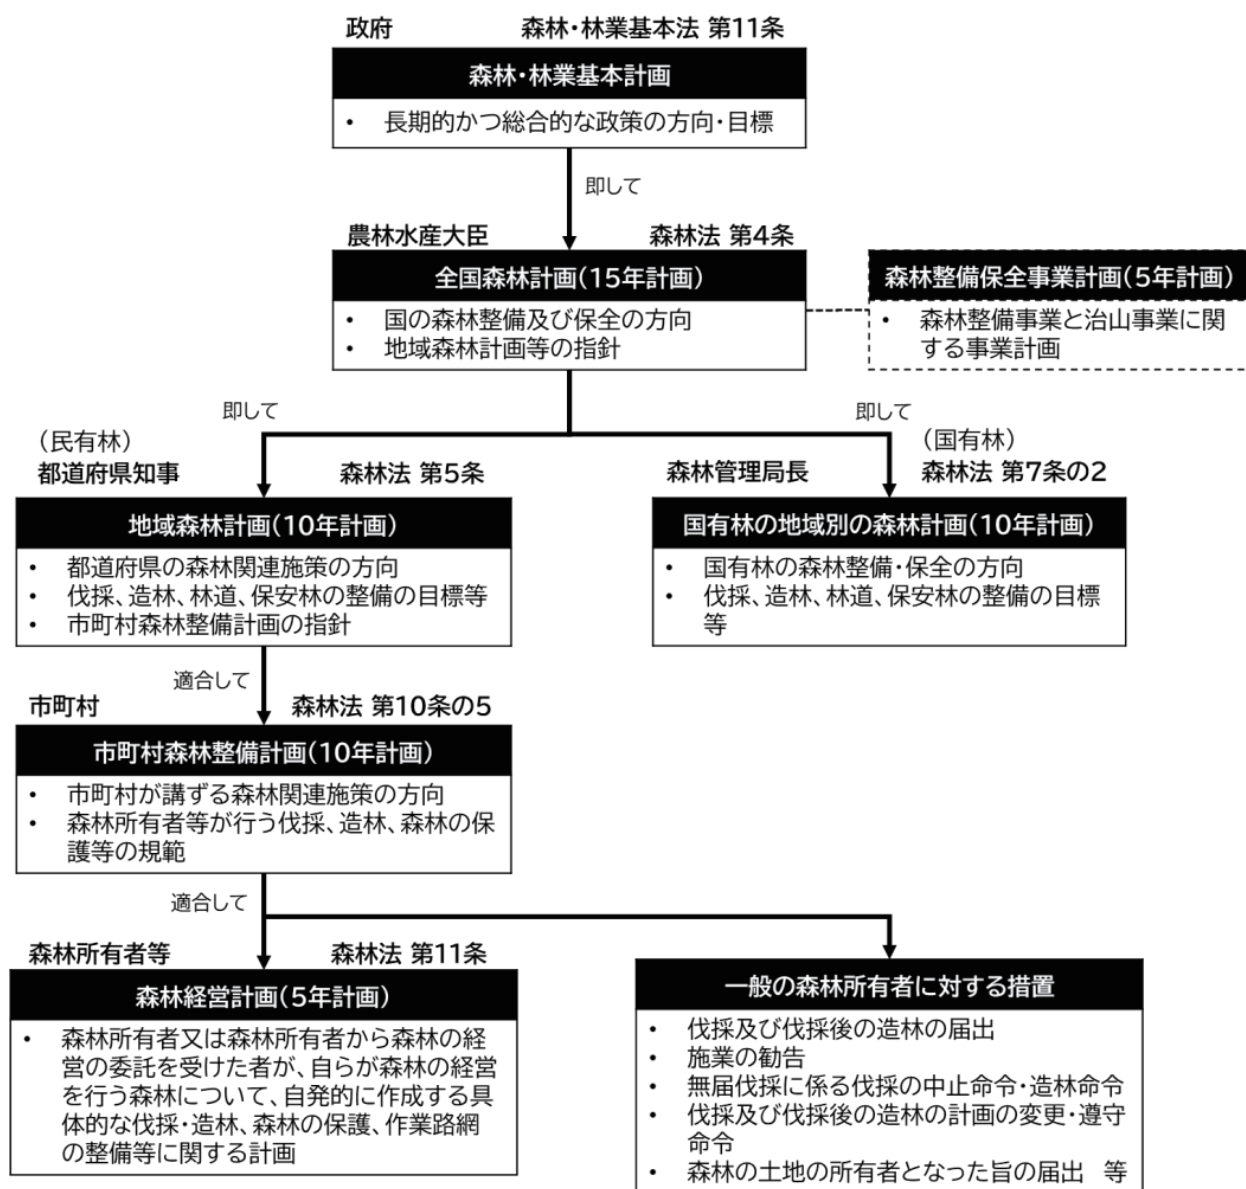 政府　森林・林業基本法 第11条
森林・林業基本計画
• 長期的かつ総合的な政策の方向・目標
即して
農林水産大臣　森林法 第4条
全国森林計画(15年計画)
• 国の森林整備及び保全の方向
• 地域森林計画等の指針
森林整備保全事業計画(5年計画)
• 森林整備事業と治山事業に関
する事業計画
即して
(民有林)
都道府県知事　森林法 第5条
地域森林計画(10年計画)
• 都道府県の森林関連施策の方向
• 伐採、造林、林道、保安林の整備の目標等
• 市町村森林整備計画の指針
即して
(国有林)
森林管理局長　森林法 第7条の2
国有林の地域別の森林計画(10年計画)
• 国有林の森林整備・保全の方向
• 伐採、造林、林道、保安林の整備の目標
等
適合して
市町村　森林法 第10条の5
市町村森林整備計画(10年計画)
• 市町村が講ずる森林関連施策の方向
• 森林所有者等が行う伐採、造林、森林の保
護等の規範
適合して
森林所有者等　森林法 第11条
森林経営計画(5年計画)
• 森林所有者又は森林所有者から森林の経
営の委託を受けた者が、自らが森林の経営
を行う森林について、自発的に作成する具
体的な伐採・造林、森林の保護、作業路網
の整備等に関する計画
一般の森林所有者に対する措置
• 伐採及び伐採後の造林の届出
• 施業の勧告
• 無届伐採に係る伐採の中止命令・造林命令
• 伐採及び伐採後の造林の計画の変更・遵守
命令
• 森林の土地の所有者となった旨の届出　等